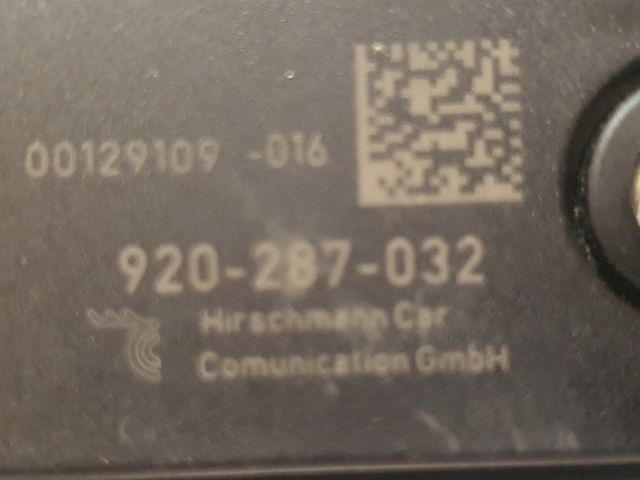 00129109 -016
920-287-032
Hirschmann Car
Comunication GmbH